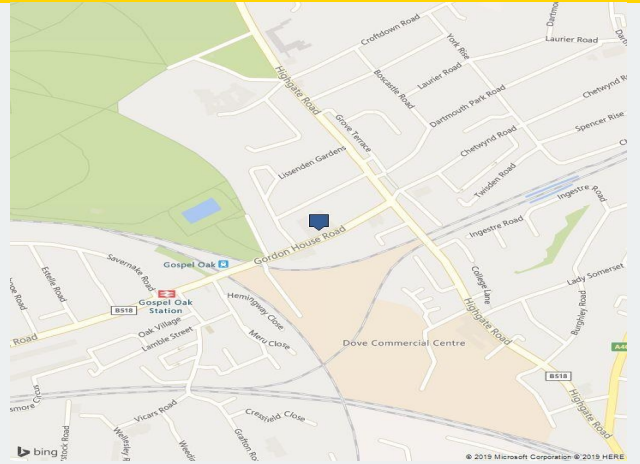 Croftdown Road
Laurier Road
York Rise
Highgate Road
Boscastle Road
Laurier Road
Dartmouth Park Road
Grove Terrace
Chetwynd Road
Spencer Rise
Lissenden Gardens
Twisden Road
Ingestre Road
Ingestre Road
Gordon House Road
Gospel Oak
Savernake Road
Estelle Road
Gospel Oak
Station
B518
College Lane
Lady Somerset
Burghley Road
Hemingway Close
Oak Village
Lamble Street
Meru Close
Road
Highgate Road
Dove Commercial Centre
B518
Highgate Road
Vicars Road
Cressfield Close
bing
© 2019 Microsoft Corporation © 2019 HERE